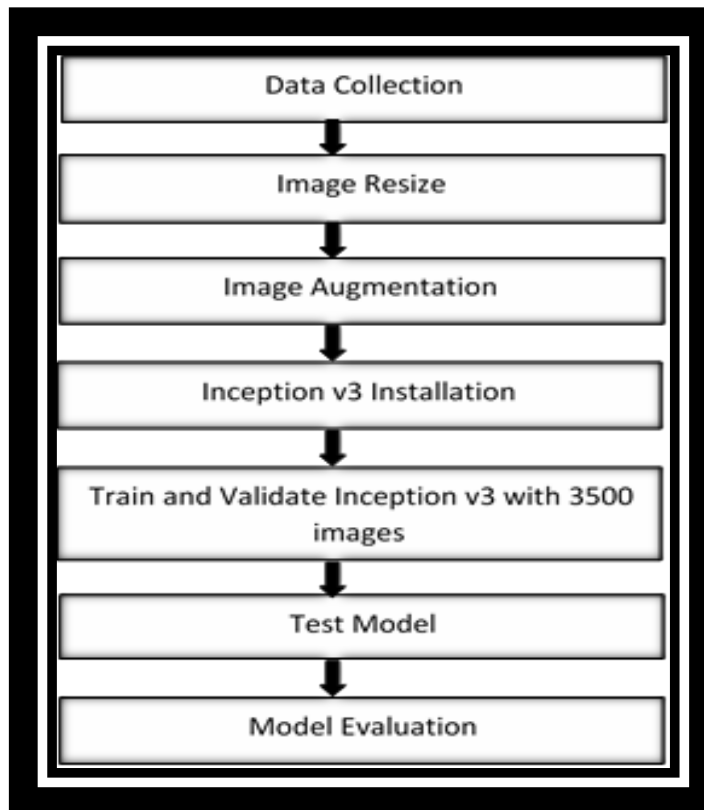 Data Collection
Image Resize
Image Augmentation
Inception v3 Installation
Train and Validate Inception v3 with 3500
images
Test Model
Model Evaluation